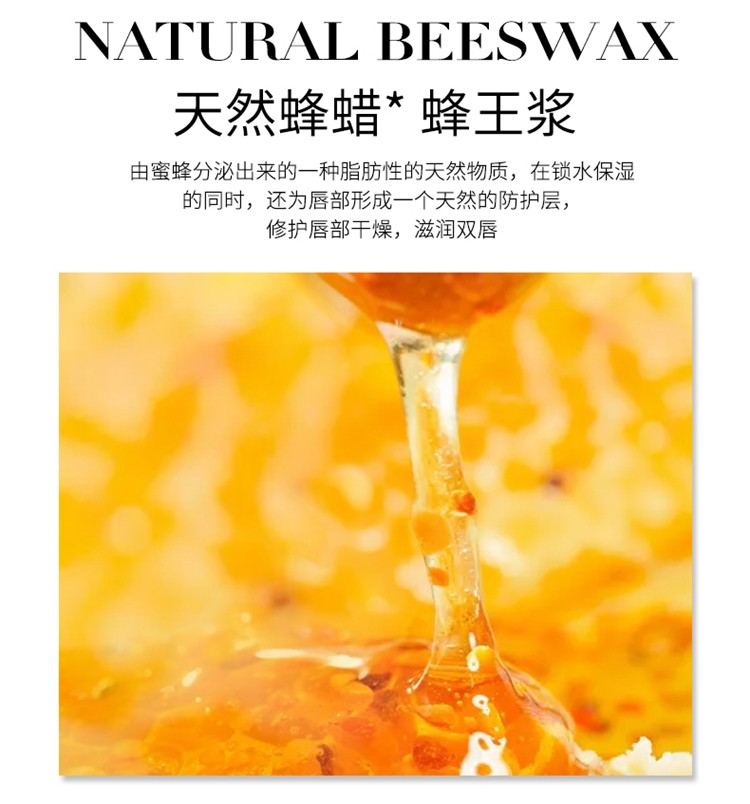 NATURAL BEESWAX
天然蜂蜡* 蜂王浆
由蜜蜂分泌出来的一种脂肪性的天然物质，在锁水保湿
的同时，还为唇部形成一个天然的防护层，
修护唇部干燥，滋润双唇